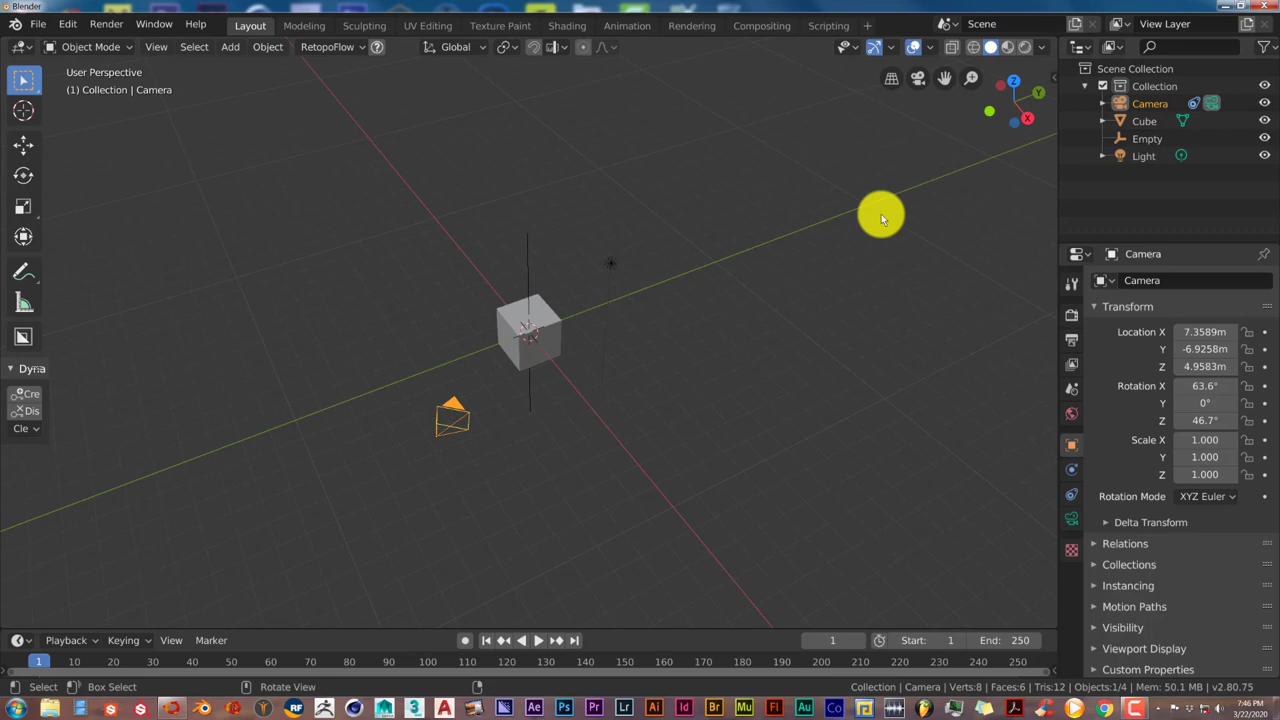 Blender
File Edit Render Window Help Layout Modeling Sculpting UV Editing Texture Paint Shading Animation Rendering Compositing Scripting + Scene View Layer
Object Mode View Select Add Object RetopoFlow ? Global
User Perspective
(1) Collection | Camera
Z
Y
X
Scene Collection
Collection
Camera
Cube
Empty
Light
Camera
Camera
Transform
Location X 7.3589m
Y -6.9258m
Z 4.9583m
Rotation X 63.6°
Y 0°
Z 46.7°
Scale X 1.000
Y 1.000
Z 1.000
Rotation Mode XYZ Euler
Delta Transform
Relations
Collections
Instancing
Motion Paths
Visibility
Viewport Display
Custom Properties
Dyna
Cre
Dis
Cle
Playback Keying View Marker 1 Start: 1 End: 250
1 10 20 30 40 50 60 70 80 90 100 110 120 130 140 150 160 170 180 190 200 210 220 230 240 250
Select Box Select Rotate View Collection | Camera | Verts:8 | Faces:6 | Tris:12 | Objects:1/4 | Mem: 50.1 MB | v2.80.75
RF 3 A Ae Ps Pr Lr Ai Id Br Mu Fl Au Co
7:46 PM
3/22/2020